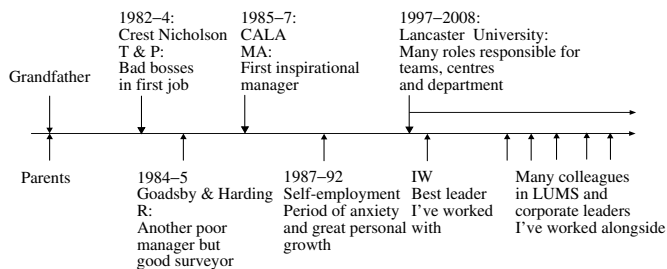 1982–4:
Crest Nicholson
T & P:
Bad bosses
in first job
1985–7:
CALA
MA:
First inspirational
manager
1997–2008:
Lancaster University:
Many roles responsible for
teams, centres
and department
Grandfather
Parents
1984–5
Goadsby & Harding
R:
Another poor
manager but
good surveyor
1987–92
Self-employment
Period of anxiety
and great personal
growth
IW
Best leader
I've worked
with
Many colleagues
in LUMS and
corporate leaders
I've worked alongside